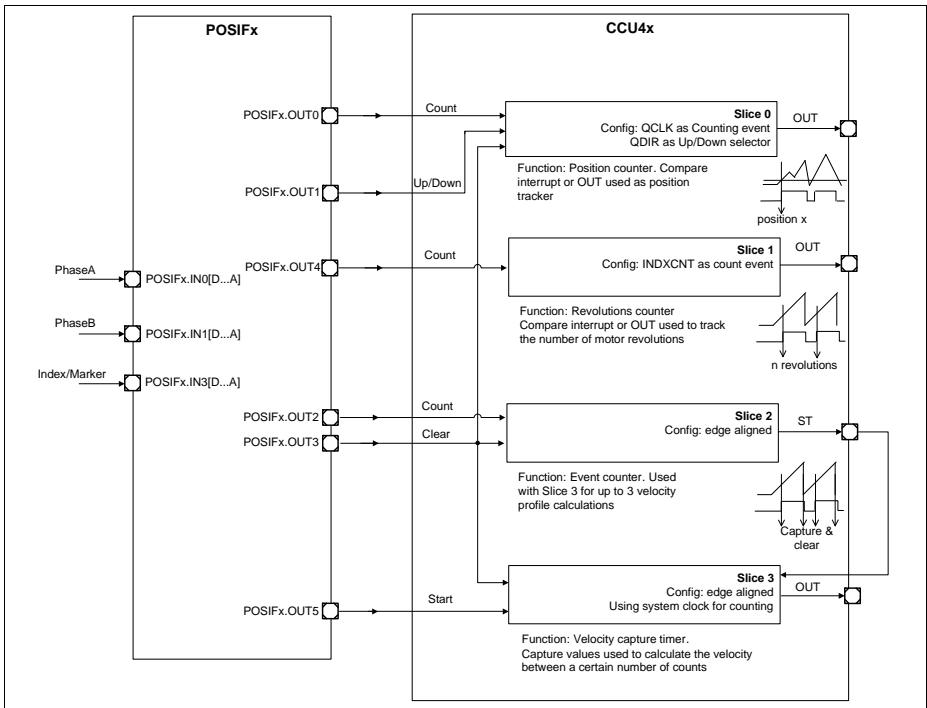 POSIFx
CCU4x
POSIFx.OUT0
Count
Slice 0
Config: QCLK as Counting event
QDIR as Up/Down selector
OUT
POSIFx.OUT1
Up/Down
Function: Position counter. Compare
interrupt or OUT used as position
tracker
position x
POSIFx.OUT4
Count
Slice 1
Config: INDXCNT as count event
OUT
PhaseA
POSIFx.IN0[D...A]
Function: Revolutions counter
Compare interrupt or OUT used to track
the number of motor revolutions
n revolutions
PhaseB
POSIFx.IN1[D...A]
Index/Marker
POSIFx.IN3[D...A]
POSIFx.OUT2
Count
Slice 2
Config: edge aligned
ST
POSIFx.OUT3
Clear
Function: Event counter. Used
with Slice 3 for up to 3 velocity
profile calculations
Capture &
clear
Slice 3
Config: edge aligned
Using system clock for counting
OUT
POSIFx.OUT5
Start
Function: Velocity capture timer.
Capture values used to calculate the velocity
between a certain number of counts